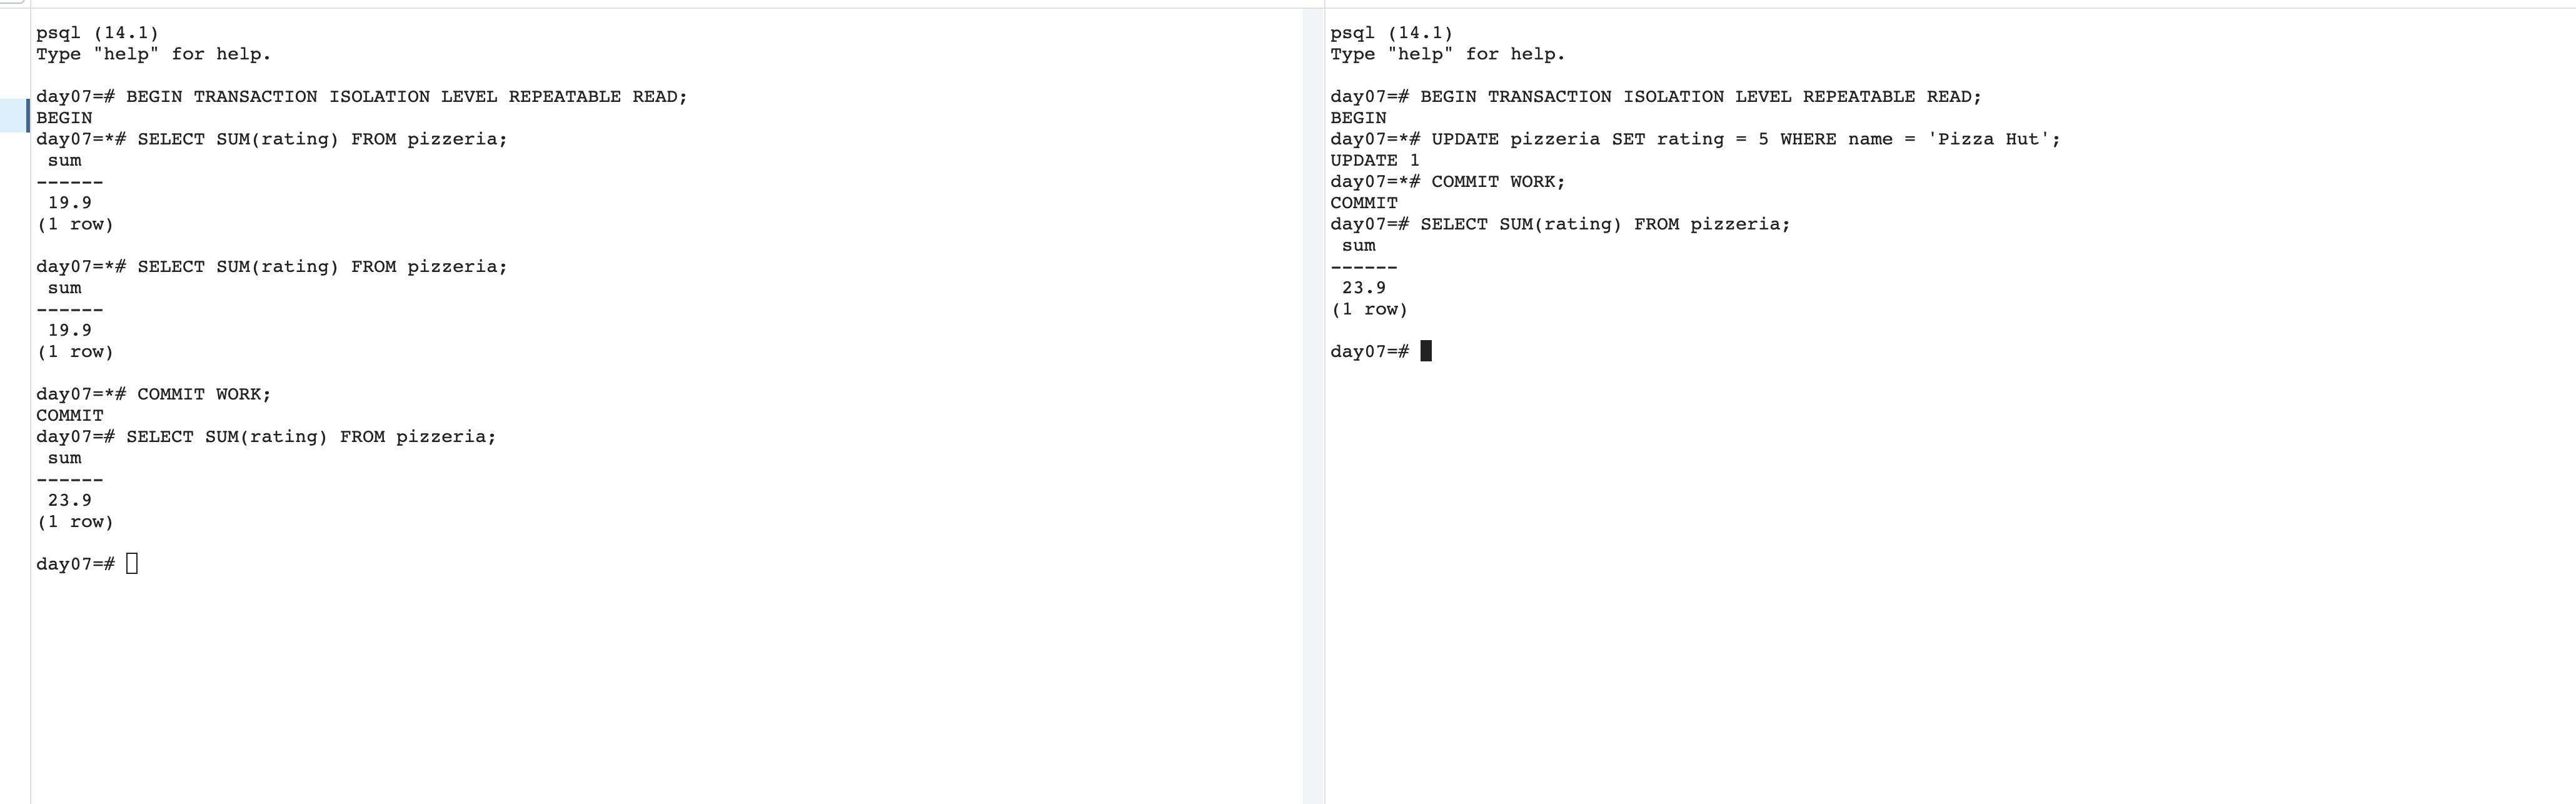 psql (14.1)
Type "help" for help.
day07=# BEGIN TRANSACTION ISOLATION LEVEL REPEATABLE READ;
BEGIN
day07=*# SELECT SUM(rating) FROM pizzeria;
sum
------
19.9
(1 row)
day07=*# SELECT SUM(rating) FROM pizzeria;
sum
------
19.9
(1 row)
day07=*# COMMIT WORK;
COMMIT
day07=# SELECT SUM(rating) FROM pizzeria;
sum
------
23.9
(1 row)
day07=#
psql (14.1)
Type "help" for help.
day07=# BEGIN TRANSACTION ISOLATION LEVEL REPEATABLE READ;
BEGIN
day07=*# UPDATE pizzeria SET rating = 5 WHERE name = 'Pizza Hut';
UPDATE 1
day07=*# COMMIT WORK;
COMMIT
day07=# SELECT SUM(rating) FROM pizzeria;
sum
------
23.9
(1 row)
day07=#